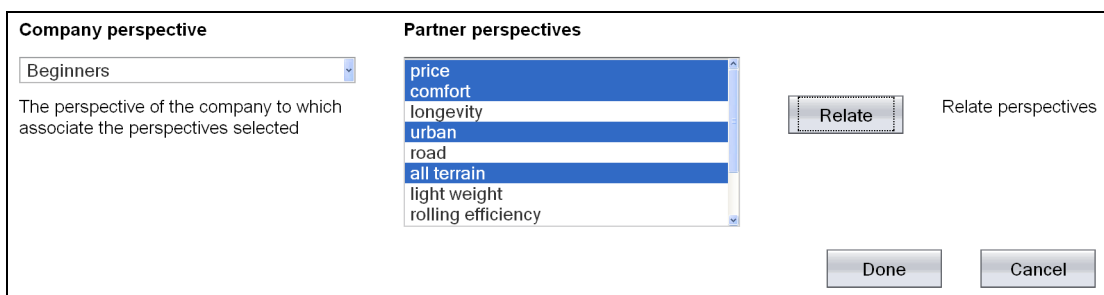 Company perspective
Beginners
The perspective of the company to which
associate the perspectives selected
Partner perspectives
price
comfort
longevity
urban
road
all terrain
light weight
rolling efficiency
Relate
Relate perspectives
Done
Cancel